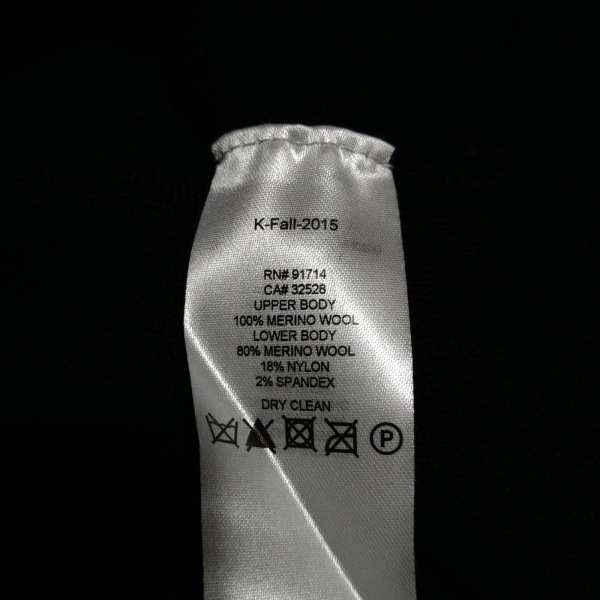 K-Fall-2015
RN# 91714
CA# 32528
UPPER BODY
100% MERINO WOOL
LOWER BODY
80% MERINO WOOL
18% NYLON
2% SPANDEX
DRY CLEAN
P